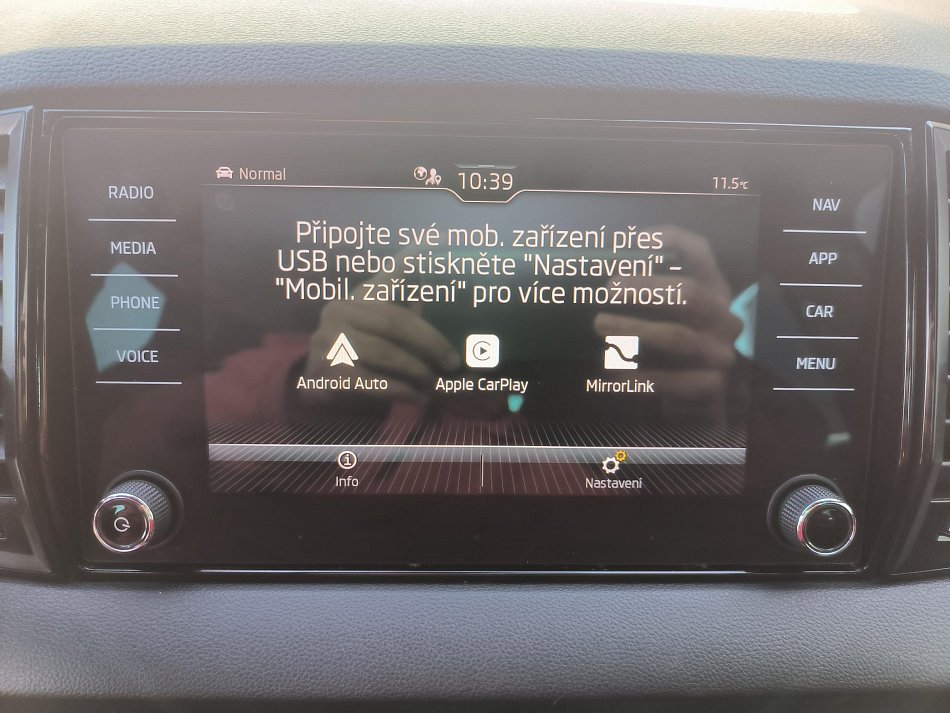 Normal
10:39
11.5°C
RADIO
MEDIA
PHONE
VOICE
Připojte své mob. zařízení přes
USB nebo stiskněte "Nastavení" –
"Mobil. zařízení" pro více možností.
Android Auto
Apple CarPlay
MirrorLink
Info
Nastavení
NAV
APP
CAR
MENU